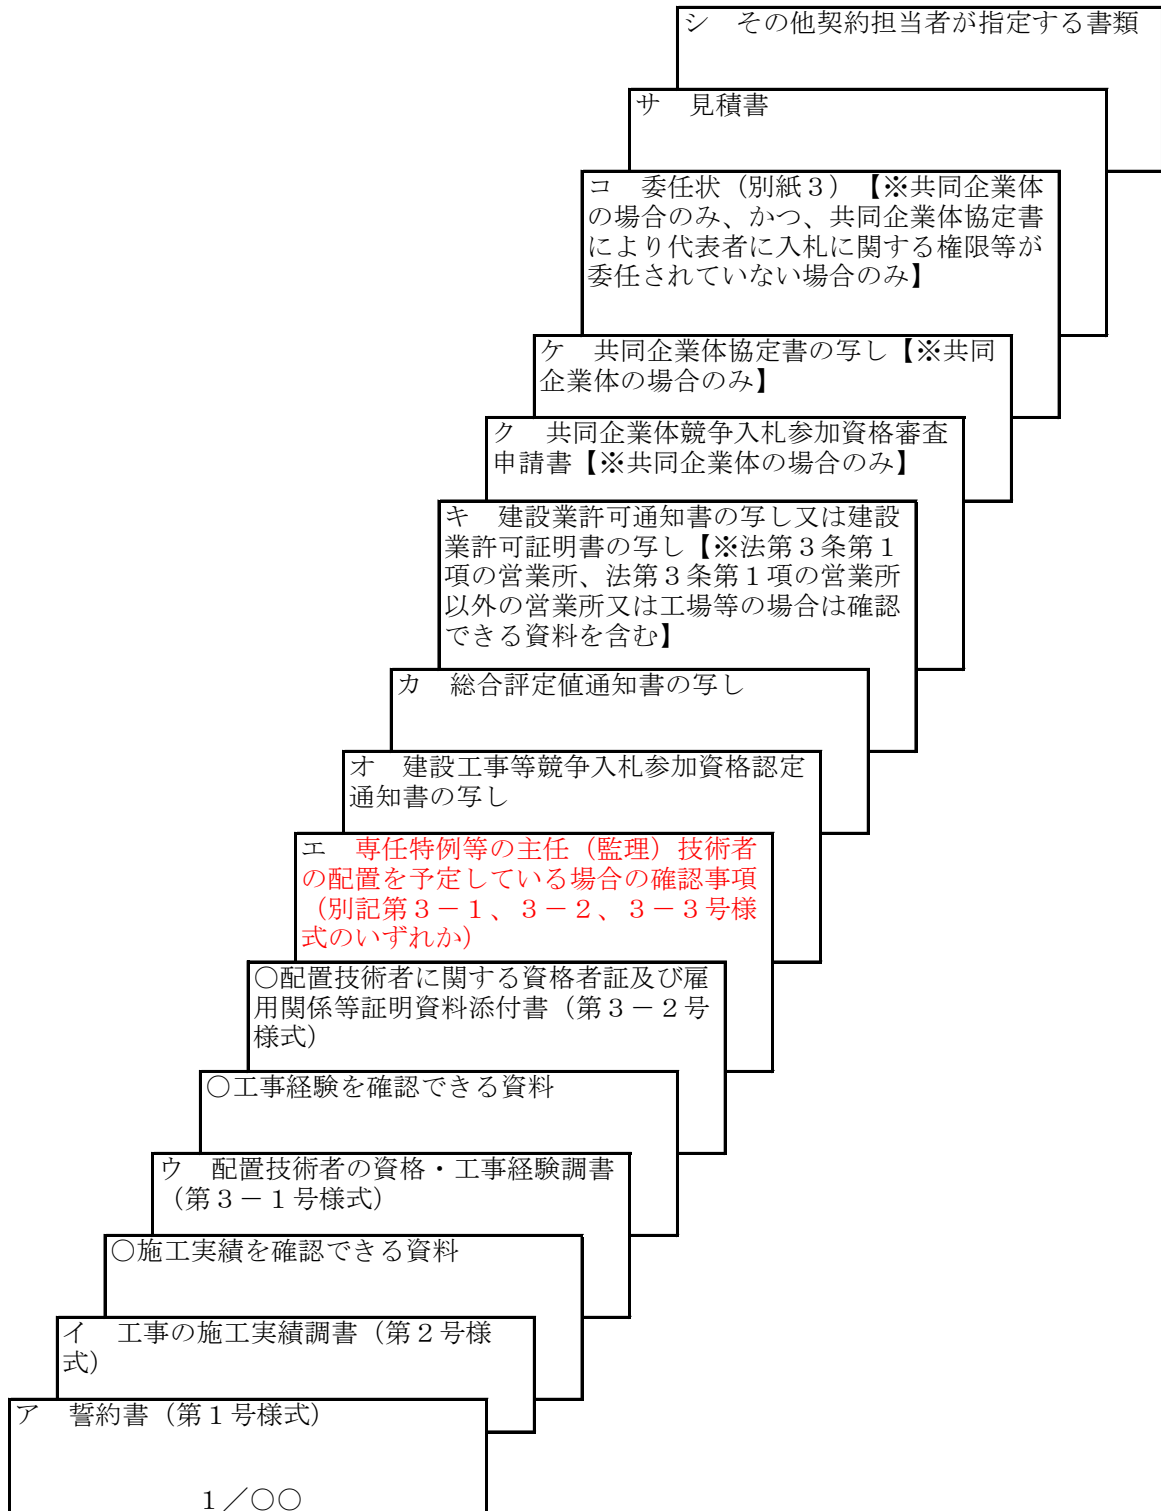 シ　その他契約担当者が指定する書類
サ　見積書
コ　委任状（別紙３）【※共同企業体
の場合のみ、かつ、共同企業体協定書
により代表者に入札に関する権限等が
委任されていない場合のみ】
ケ　共同企業体協定書の写し【※共同
企業体の場合のみ】
ク　共同企業体競争入札参加資格審査
申請書【※共同企業体の場合のみ】
キ　建設業許可通知書の写し又は建設
業許可証明書の写し【※法第３条第１
項の営業所、法第３条第１項の営業所
以外の営業所又は工場等の場合は確認
できる資料を含む】
カ　総合評定値通知書の写し
オ　建設工事等競争入札参加資格認定
通知書の写し
エ　専任特例等の主任（監理）技術者
の配置を予定している場合の確認事項
（別記第３－１、３－２、３－３号様
式のいずれか）
○配置技術者に関する資格者証及び雇
用関係等証明資料添付書（第３－２号
様式）
○工事経験を確認できる資料
ウ　配置技術者の資格・工事経験調書
（第３－１号様式）
○施工実績を確認できる資料
イ　工事の施工実績調書（第２号様
式）
ア　誓約書（第１号様式）
１／○○